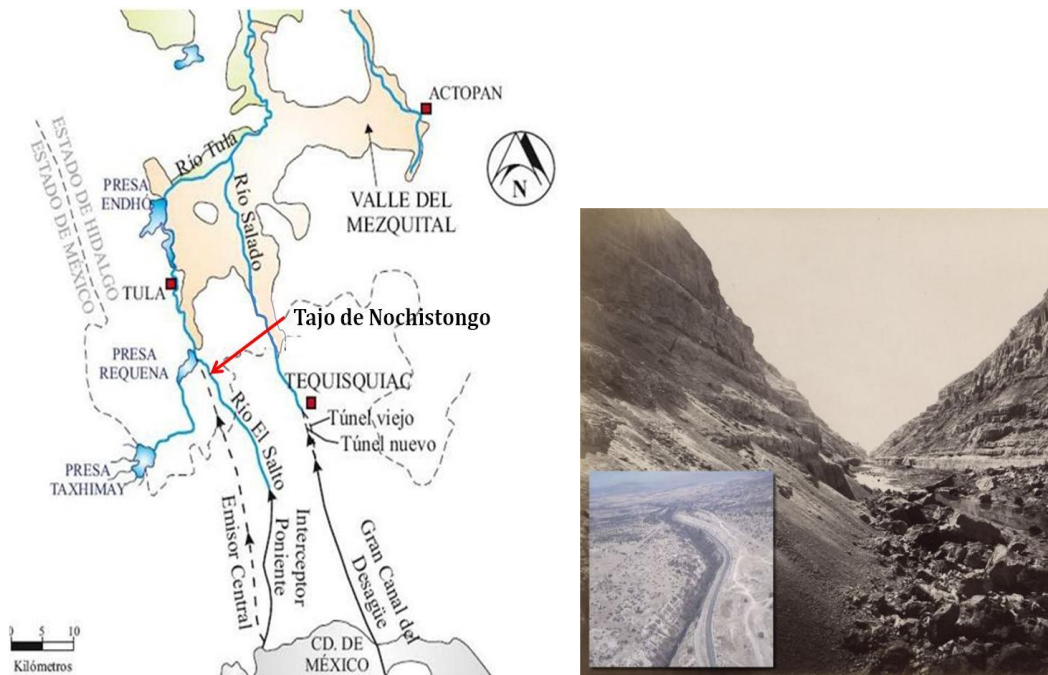 ACTOPAN
Río Tula
PRESA
ENDHÓ
Río Salado
VALLE DEL
MEZQUITAL
N
ESTADO DE HIDALGO
ESTADO DE MÉXICO
TULA
Tajo de Nochistongo
PRESA
REQUENA
TEQUISQUIAC
Túnel viejo
Túnel nuevo
Río El Salto
PRESA
TAXHIMAY
Emisor Central
Interceptor
Poniente
Gran Canal del
Desagüe
CD. DE
MÉXICO
0 5 10
Kilómetros